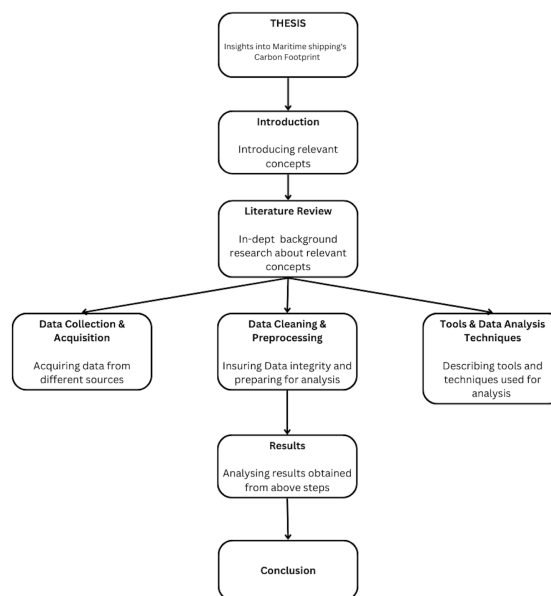 THESIS
Insights into Maritime shipping's
Carbon Footprint
Introduction
Introducing relevant
concepts
Literature Review
In-dept background
research about relevant
concepts
Data Collection &
Acquisition
Acquiring data from
different sources
Data Cleaning &
Preprocessing
Insuring Data integrity and
preparing for analysis
Tools & Data Analysis
Techniques
Describing tools and
techniques used for
analysis
Results
Analysing results obtained
from above steps
Conclusion